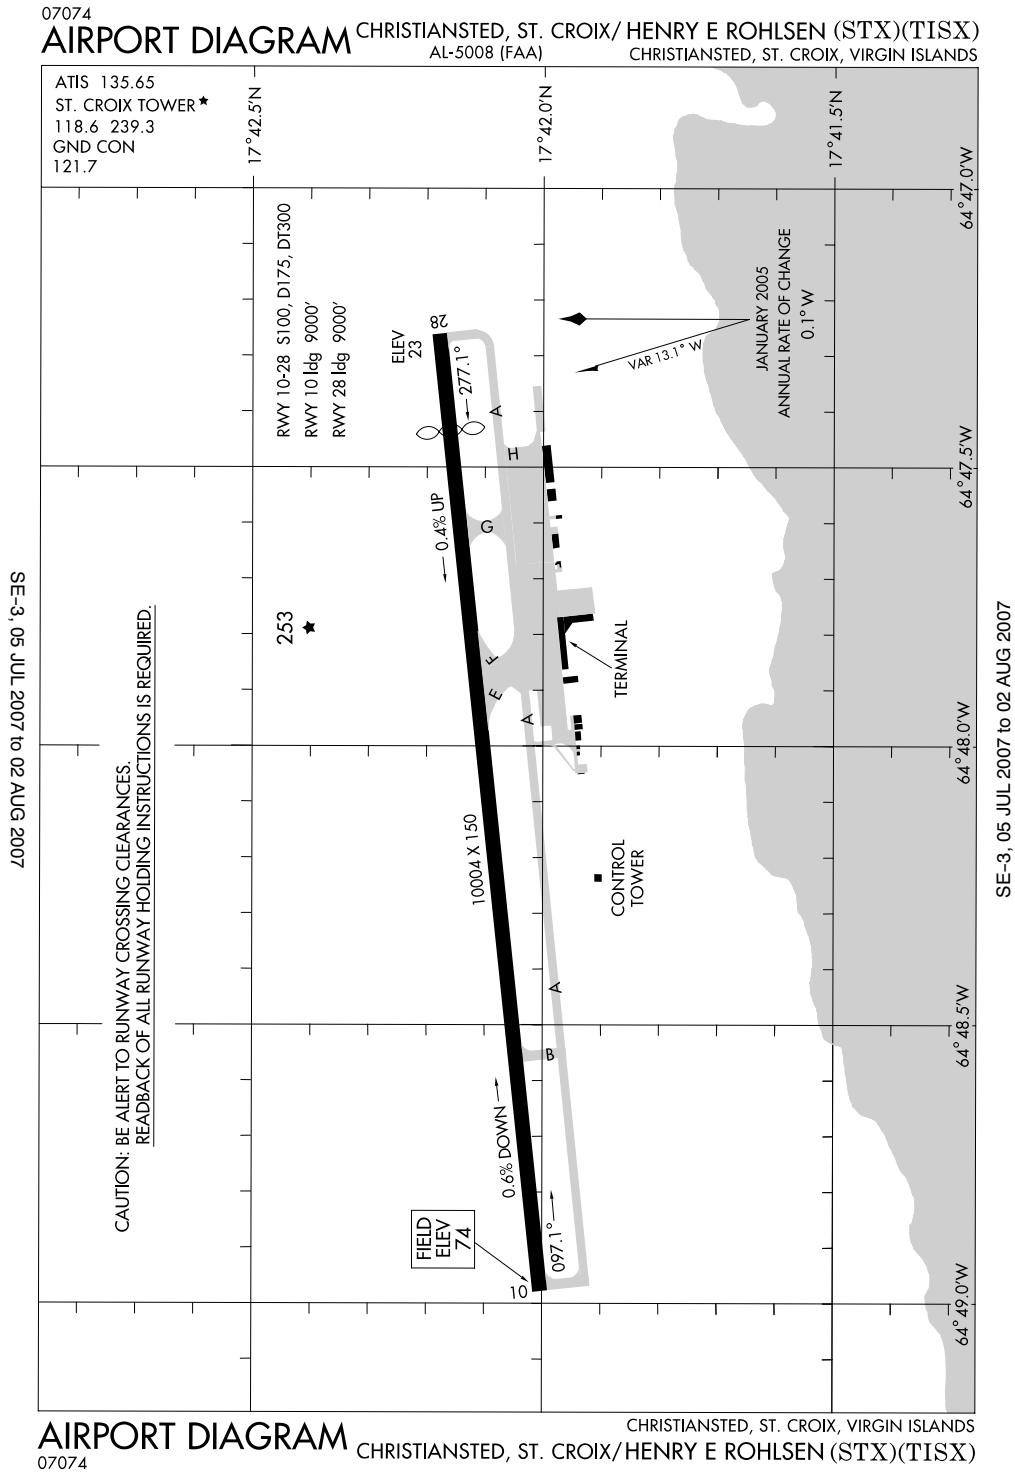 07074
AIRPORT DIAGRAM
CHRISTIANSTED, ST. CROIX/ HENRY E ROHLSEN (STX)(TISX)
AL-5008 (FAA)
CHRISTIANSTED, ST. CROIX, VIRGIN ISLANDS
ATIS 135.65
ST. CROIX TOWER★
118.6 239.3
GND CON
121.7
17°42.5'N
17°42.0'N
17°41.5'N
64°47.0'W
RWY 10-28 S100, D175, DT300
RWY 10 ldg 9000'
RWY 28 ldg 9000'
JANUARY 2005
ANNUAL RATE OF CHANGE
0.1° W
VAR 13.1° W
28
ELEV
23
277.1°
A
H
64°47.5'W
0.4% UP
G
253
F
E
TERMINAL
A
64°48.0'W
CAUTION: BE ALERT TO RUNWAY CROSSING CLEARANCES.
READBACK OF ALL RUNWAY HOLDING INSTRUCTIONS IS REQUIRED.
10004 X 150
CONTROL
TOWER
A
64°48.5'W
B
0.6% DOWN
FIELD
ELEV
74
097.1°
10
64°49.0'W
SE-3, 05 JUL 2007 to 02 AUG 2007
SE-3, 05 JUL 2007 to 02 AUG 2007
AIRPORT DIAGRAM
07074
CHRISTIANSTED, ST. CROIX, VIRGIN ISLANDS
CHRISTIANSTED, ST. CROIX/ HENRY E ROHLSEN (STX)(TISX)